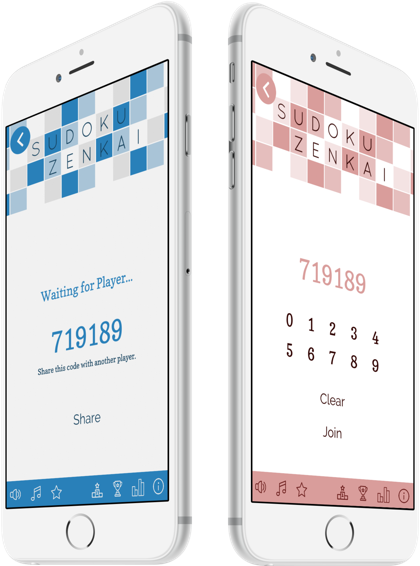 SUDOKU
ZENKAI
Waiting for Player...
719189
Share this code with another player.
Share
SUDOKU
ZENKAI
719189
0 1 2 3 4
5 6 7 8 9
Clear
Join